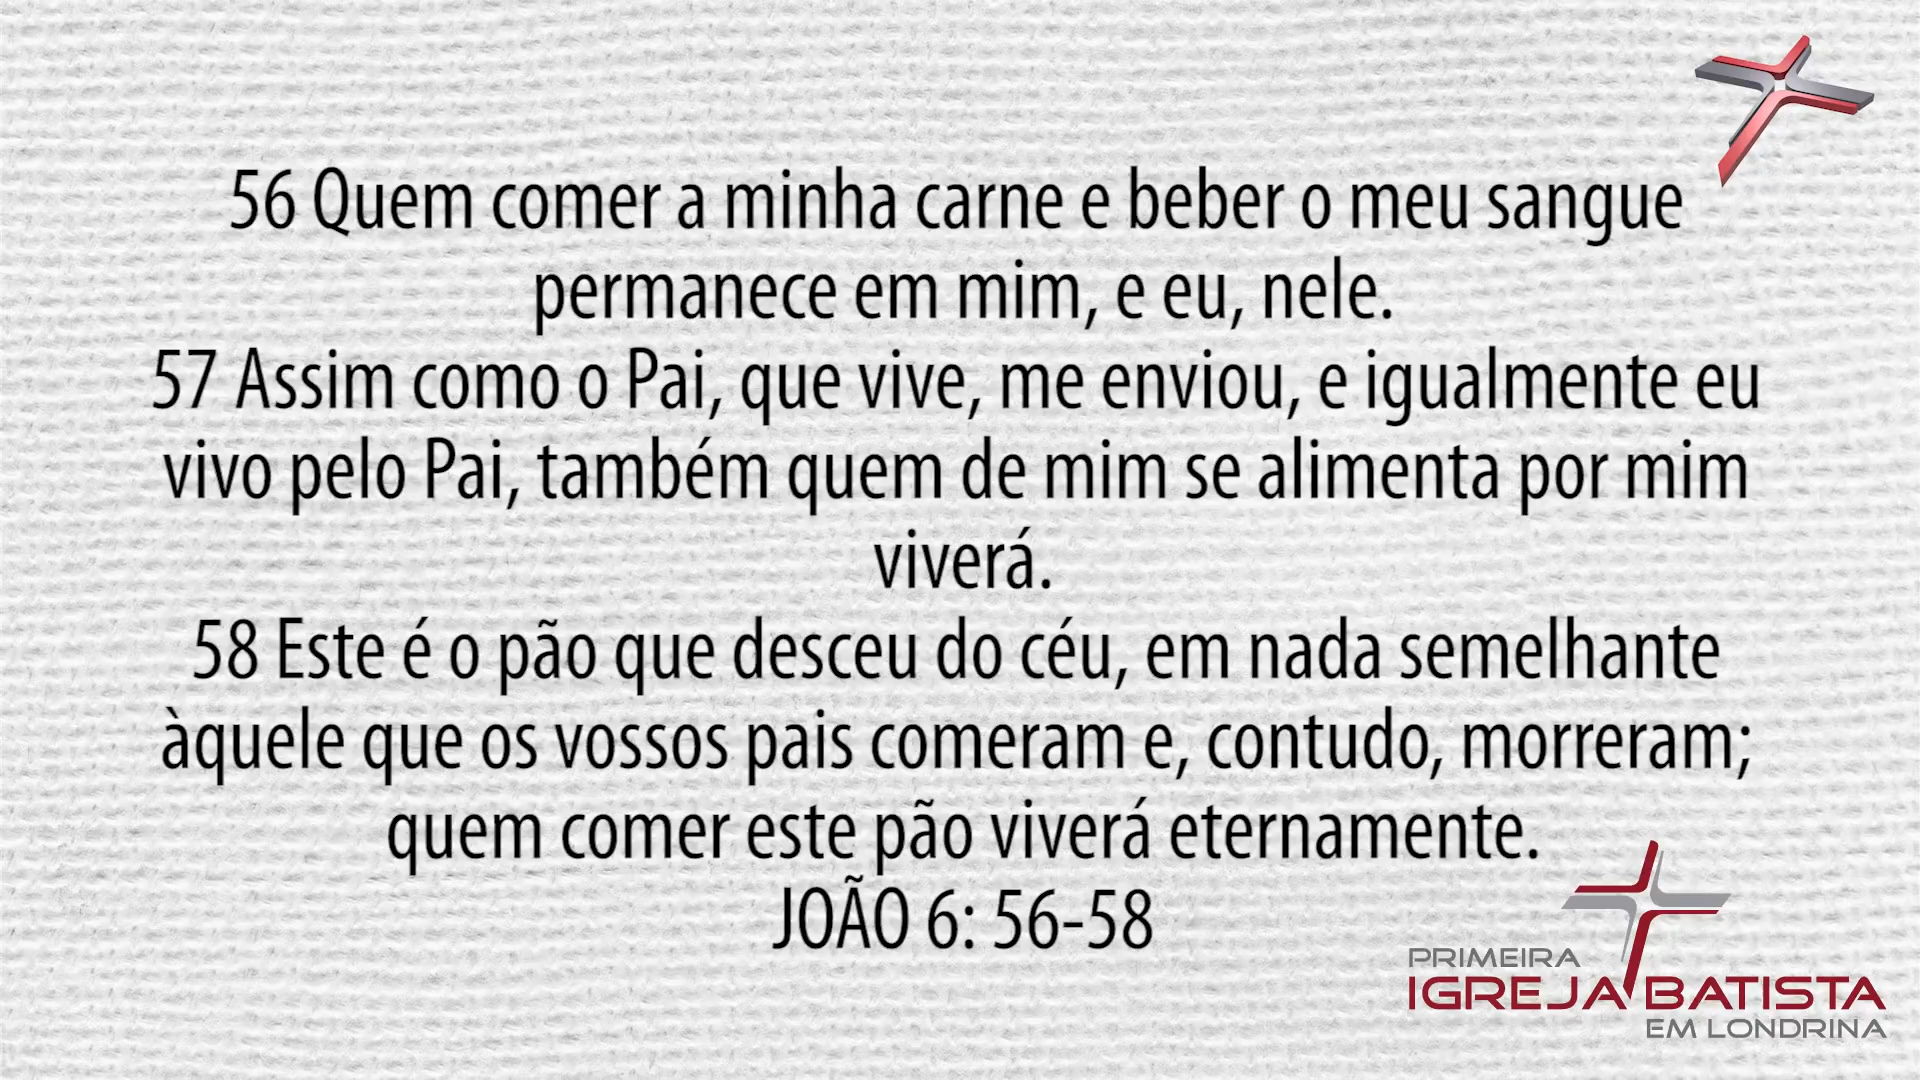 56 Quem comer a minha carne e beber o meu sangue
permanece em mim, e eu, nele.
57 Assim como o Pai, que vive, me enviou, e igualmente eu
vivo pelo Pai, também quem de mim se alimenta por mim
viverá.
58 Este é o pão que desceu do céu, em nada semelhante
àquele que os vossos pais comeram e, contudo, morreram;
quem comer este pão viverá eternamente.
JOÃO 6: 56-58
PRIMEIRA
IGREJA BATISTA
EM LONDRINA